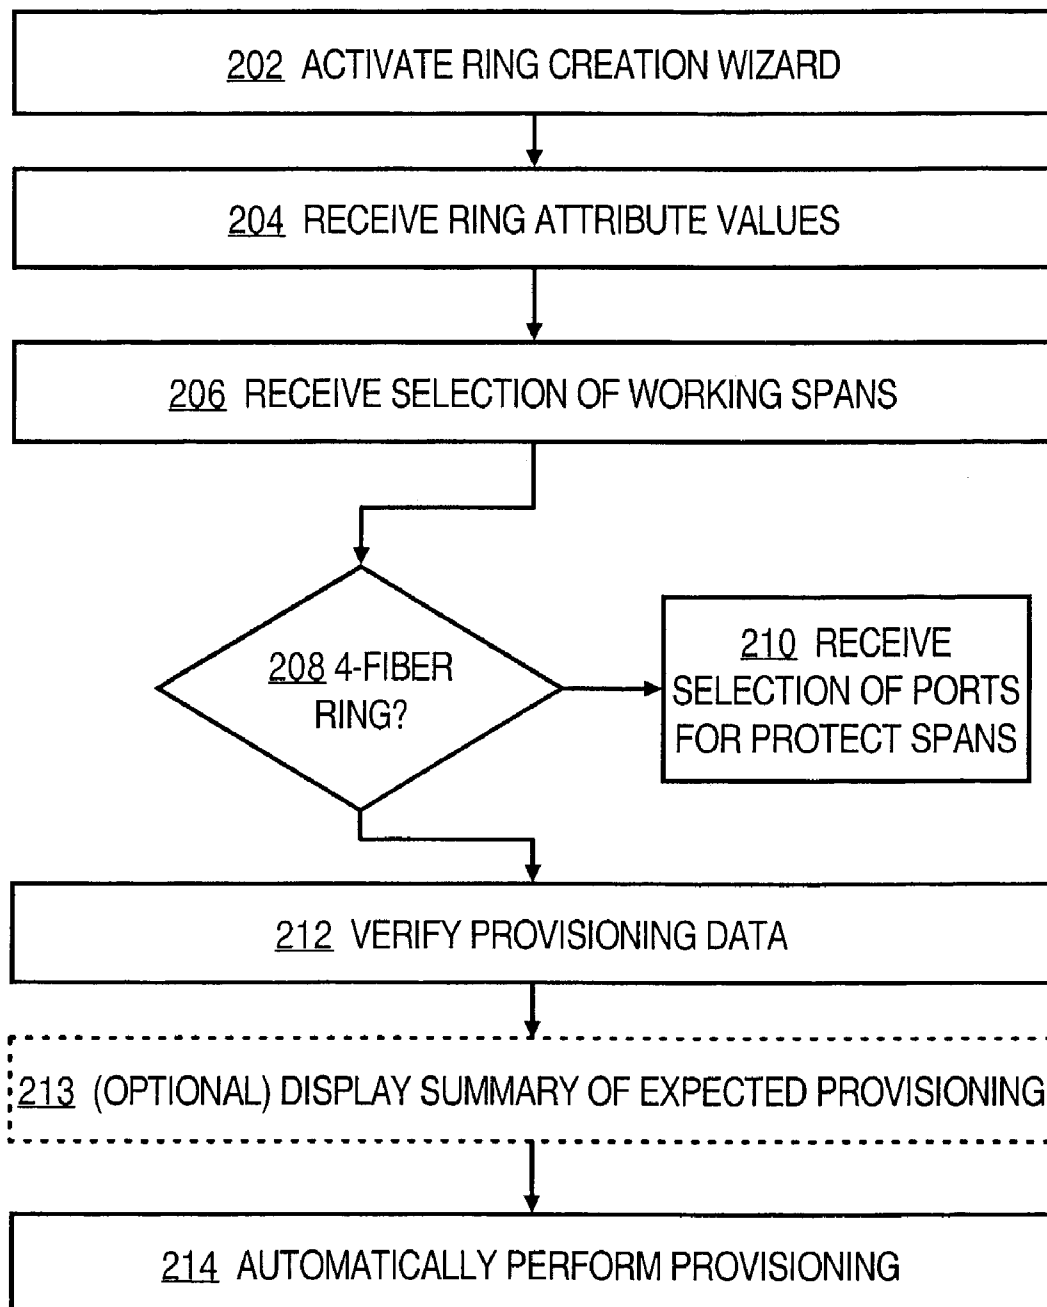 202 ACTIVATE RING CREATION WIZARD
204 RECEIVE RING ATTRIBUTE VALUES
206 RECEIVE SELECTION OF WORKING SPANS
208 4-FIBER
RING?
210 RECEIVE
SELECTION OF PORTS
FOR PROTECT SPANS
212 VERIFY PROVISIONING DATA
213 (OPTIONAL) DISPLAY SUMMARY OF EXPECTED PROVISIONING
214 AUTOMATICALLY PERFORM PROVISIONING